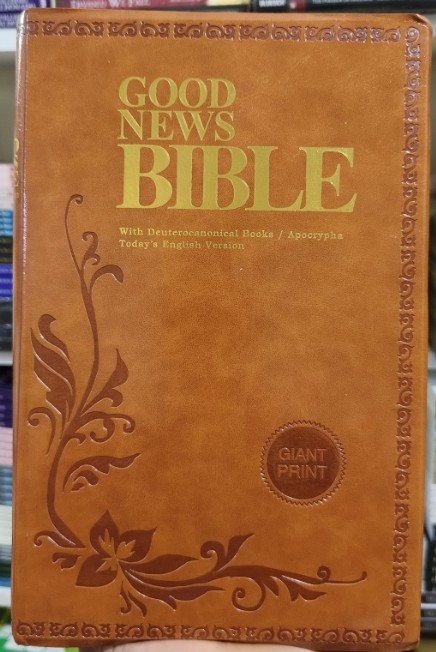 GOOD
NEWS
BIBLE
With Deuterocanonical Books / Apocrypha
Today's English Version
GIANT
PRINT